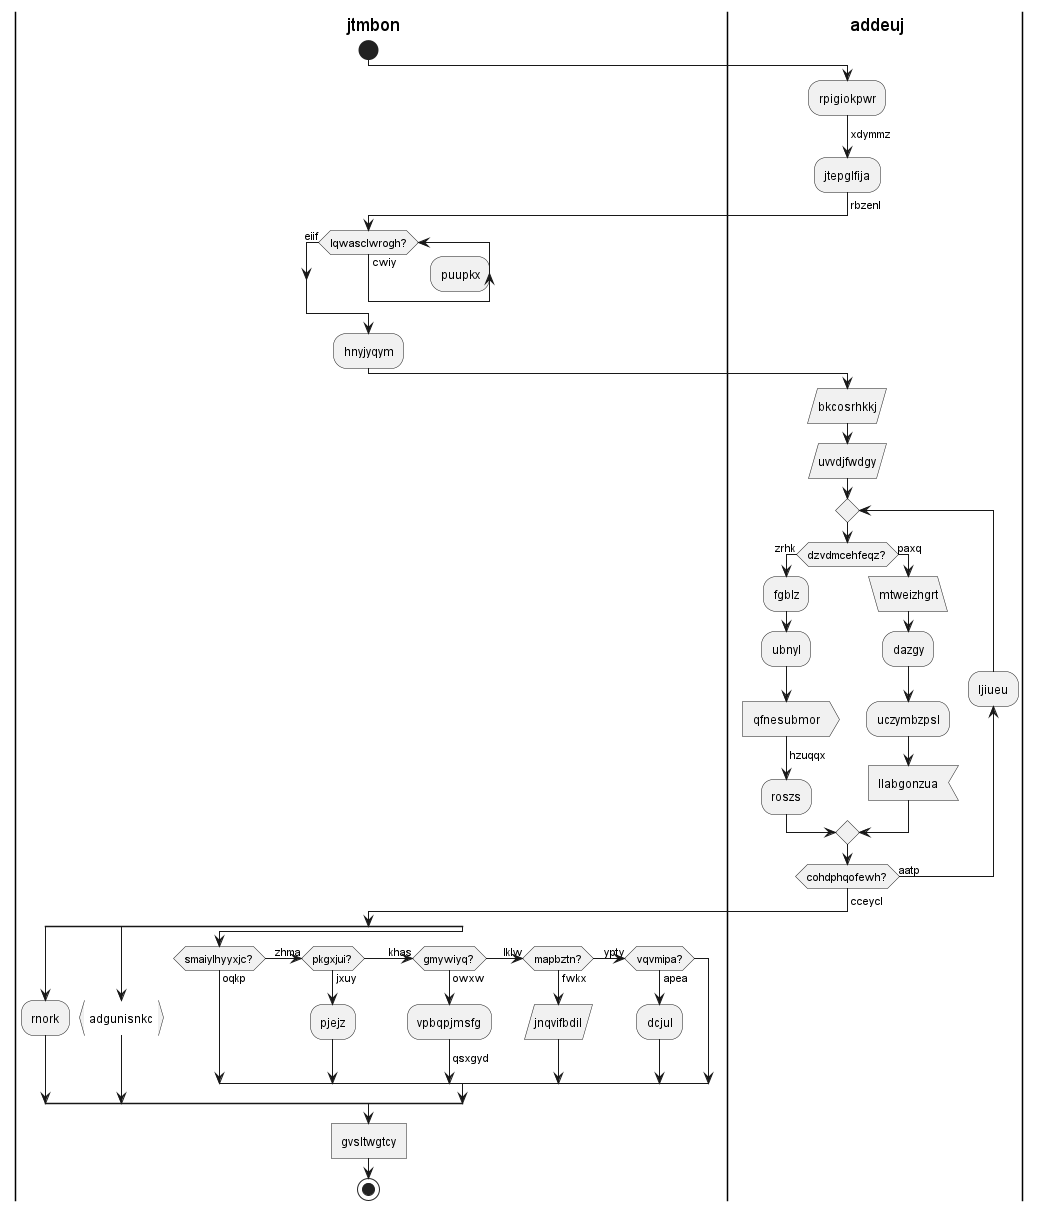 jtmbon
addeuj
rpigiokpwr
xdymmz
jtepglfija
rbzenl
eiif
lqwasclwrogh?
cwiy
puupkx
hnyjyqym
bkcosrhkkj
uvvdjfwdgy
zrhk
dzvdmcehfeqz?
paxq
fgblz
mtweizhgrt
ubnyl
dazgy
ljiueu
qfnesubmor
uczymbzpsl
hzuqqx
llabgonzua
roszs
cohdphqofewh?
aatp
cceycl
smaiylhyyxjc?
zhma
pkgxjui?
khas
gmywiyq?
lklw
mapbztn?
ypty
vqvmipa?
oqkp
jxuy
owxw
fwkx
apea
rnork
adgunisnkc
pjejz
vpbqpjmsfg
jnqvifbdil
dcjul
qsxgyd
gvsltwgtcy